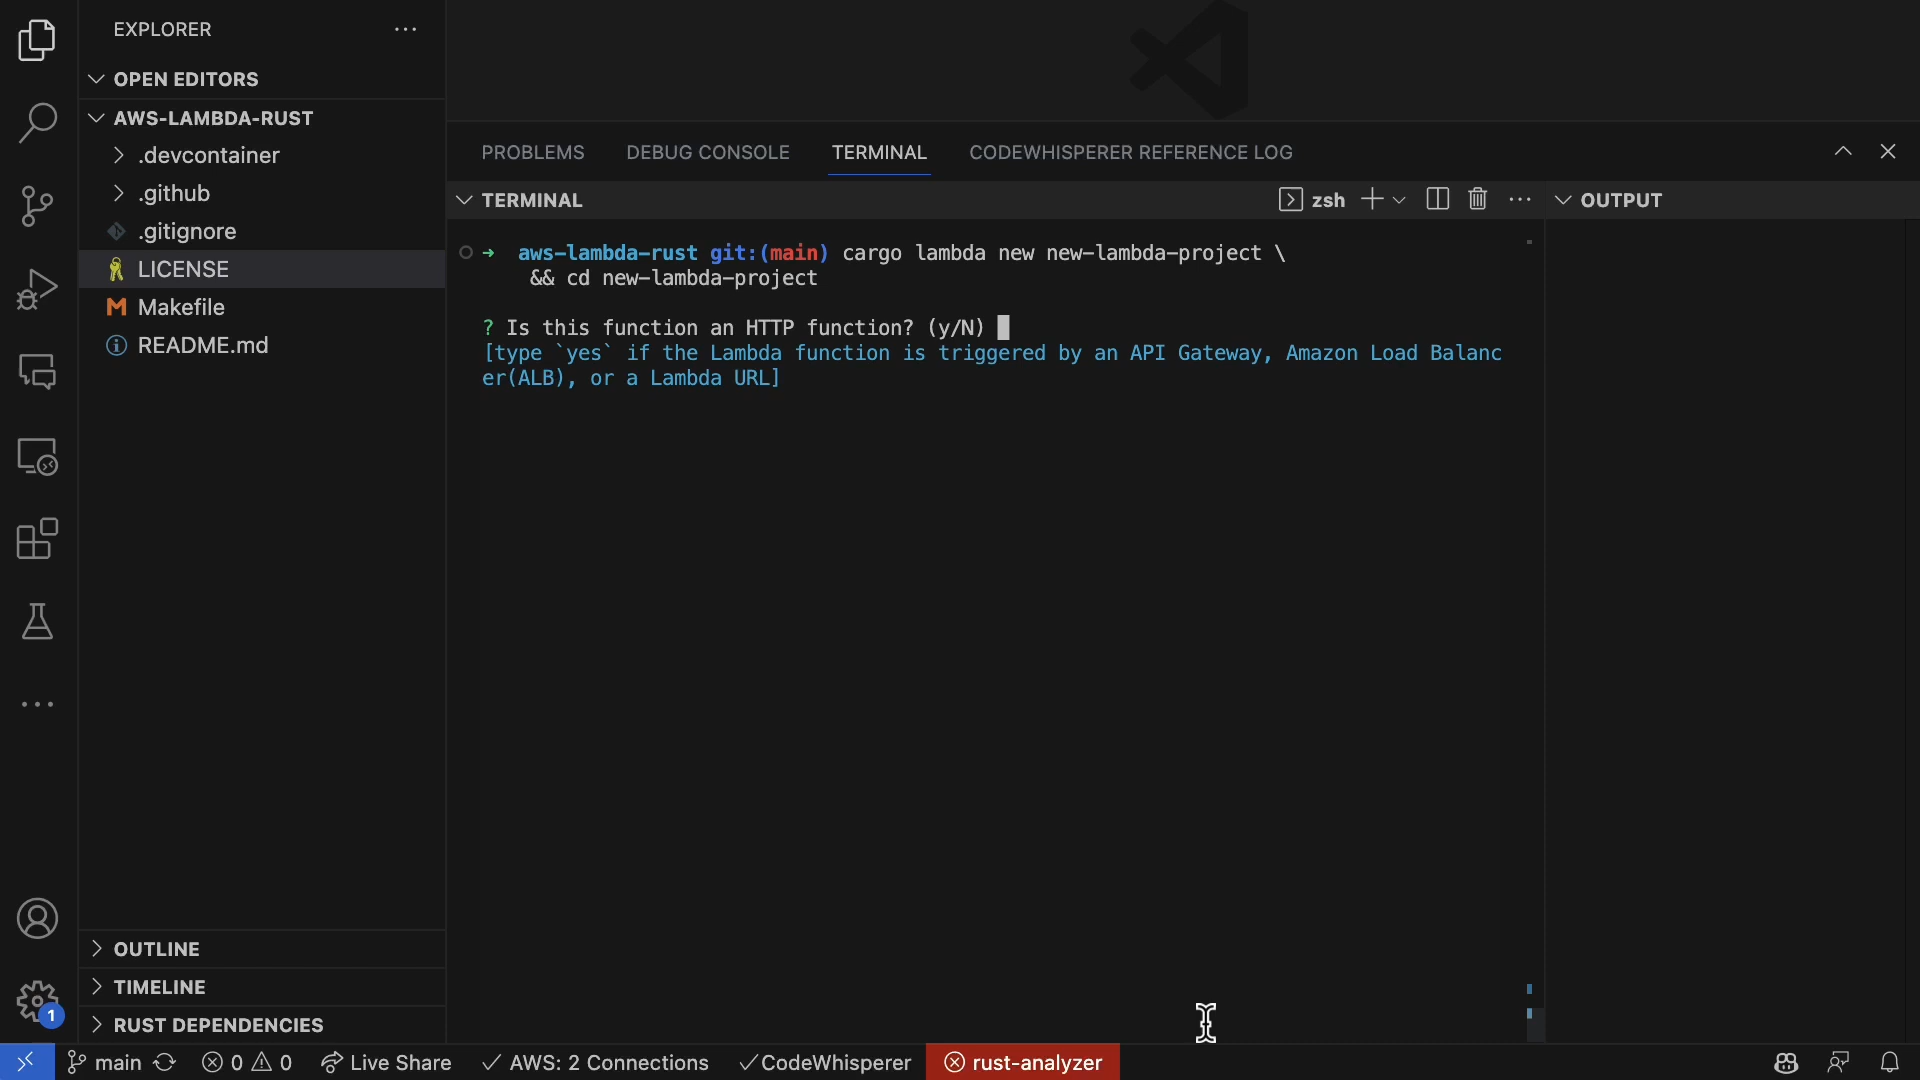 EXPLORER
OPEN EDITORS
AWS-LAMBDA-RUST
.devcontainer
.github
.gitignore
LICENSE
Makefile
README.md
OUTLINE
TIMELINE
RUST DEPENDENCIES
PROBLEMS DEBUG CONSOLE TERMINAL CODEWHISPERER REFERENCE LOG
TERMINAL zsh
OUTPUT
→ aws-lambda-rust git:(main) cargo lambda new new-lambda-project \
&& cd new-lambda-project
? Is this function an HTTP function? (y/N)
[type `yes` if the Lambda function is triggered by an API Gateway, Amazon Load Balanc
er(ALB), or a Lambda URL]
1
main 0 0 Live Share AWS: 2 Connections CodeWhisperer rust-analyzer